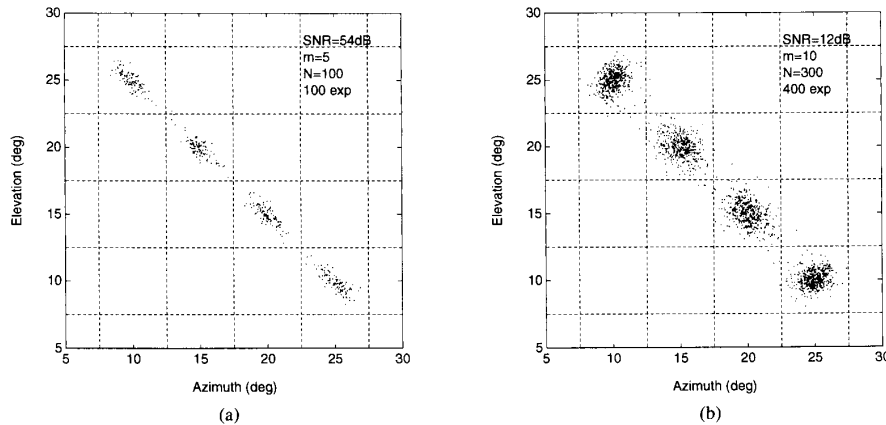 30
25
20
15
10
5
Elevation (deg)
SNR=54dB
m=5
N=100
100 exp
5 10 15 20 25 30
Azimuth (deg)
(a)
30
25
20
15
10
5
Elevation (deg)
SNR=12dB
m=10
N=300
400 exp
5 10 15 20 25 30
Azimuth (deg)
(b)